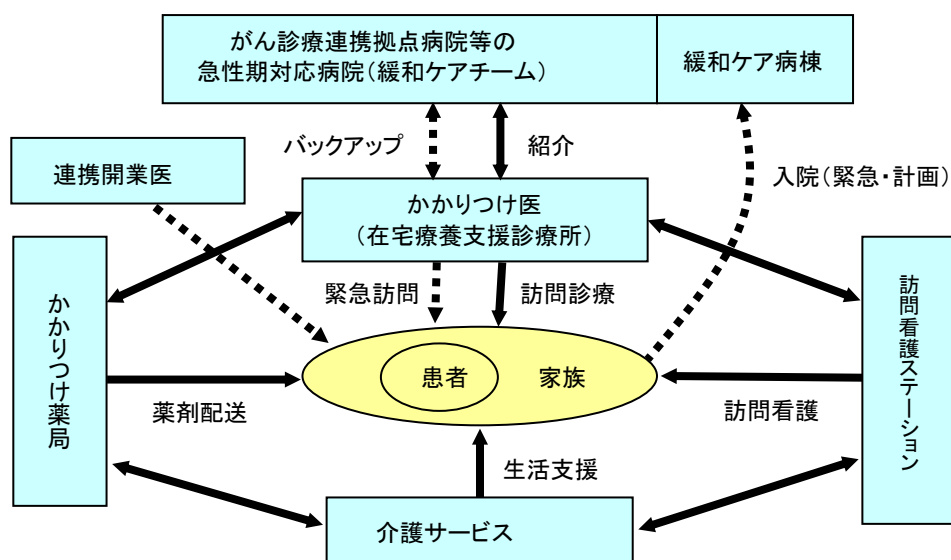 がん診療連携拠点病院等の
急性期対応病院（緩和ケアチーム）
緩和ケア病棟
バックアップ
紹介
連携開業医
入院（緊急・計画）
かかりつけ医
（在宅療養支援診療所）
緊急訪問
訪問診療
かかりつけ薬局
訪問看護ステーション
患者
家族
薬剤配送
訪問看護
生活支援
介護サービス